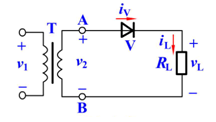 T
A
i_V
V
i_L
+
v_1
−
+
v_2
−
R_L
+
v_L
−
B